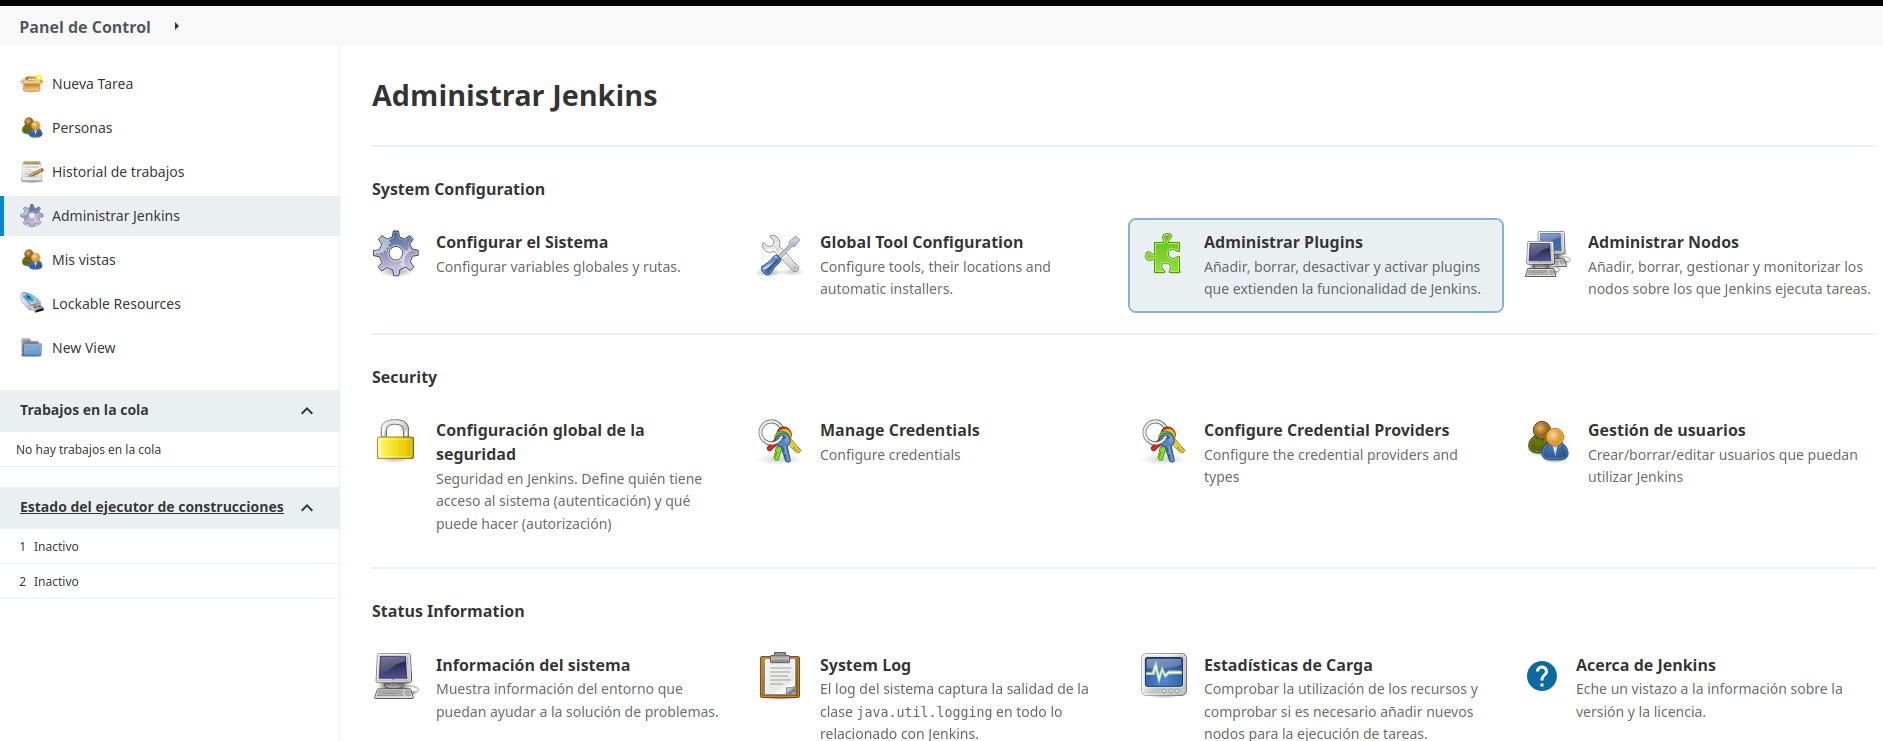 Panel de Control
Nueva Tarea
Personas
Historial de trabajos
Administrar Jenkins
Mis vistas
Lockable Resources
New View
Trabajos en la cola
No hay trabajos en la cola
Estado del ejecutor de construcciones
1 Inactivo
2 Inactivo
Administrar Jenkins
System Configuration
Configurar el Sistema
Configurar variables globales y rutas.
Global Tool Configuration
Configure tools, their locations and
automatic installers.
Administrar Plugins
Añadir, borrar, desactivar y activar plugins
que extienden la funcionalidad de Jenkins.
Administrar Nodos
Añadir, borrar, gestionar y monitorizar los
nodos sobre los que Jenkins ejecuta tareas.
Security
Configuración global de la
seguridad
Seguridad en Jenkins. Define quién tiene
acceso al sistema (autenticación) y qué
puede hacer (autorización)
Manage Credentials
Configure credentials
Configure Credential Providers
Configure the credential providers and
types
Gestión de usuarios
Crear/borrar/editar usuarios que puedan
utilizar Jenkins
Status Information
Información del sistema
Muestra información del entorno que
puedan ayudar a la solución de problemas.
System Log
El log del sistema captura la salidad de la
clase java.util.logging en todo lo
relacionado con Jenkins.
Estadísticas de Carga
Comprobar la utilización de los recursos y
comprobar si es necesario añadir nuevos
nodos para la ejecución de tareas.
Acerca de Jenkins
Eche un vistazo a la información sobre la
versión y la licencia.